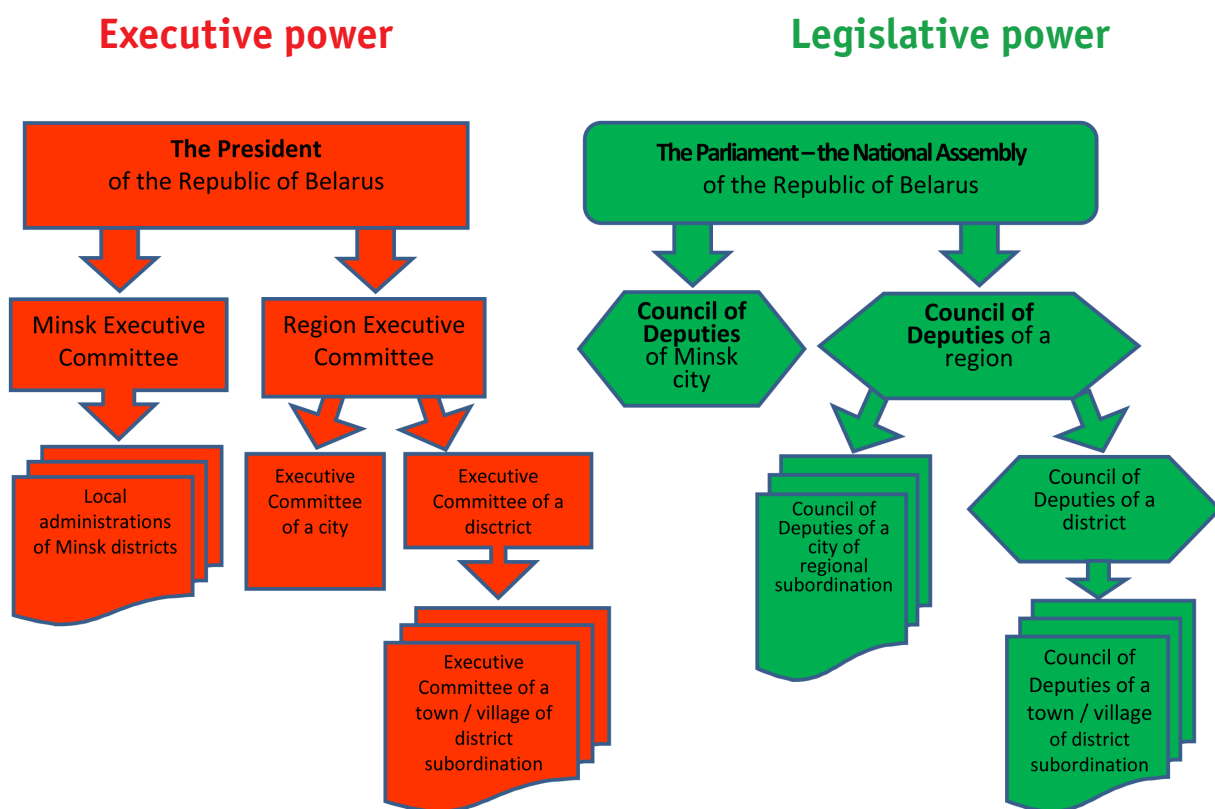 Executive power
Legislative power
The President
of the Republic of Belarus
The Parliament – the National Assembly
of the Republic of Belarus
Minsk Executive
Committee
Region Executive
Committee
Council of
Deputies
of Minsk
city
Council of
Deputies of a
region
Local
administrations
of Minsk districts
Executive
Committee
of a city
Executive
Committee of a
disctrict
Council of
Deputies of a
city of
regional
subordination
Council of
Deputies of a
district
Executive
Committee of a
town / village of
district
subordination
Council of
Deputies of a
town / village
of district
subordination